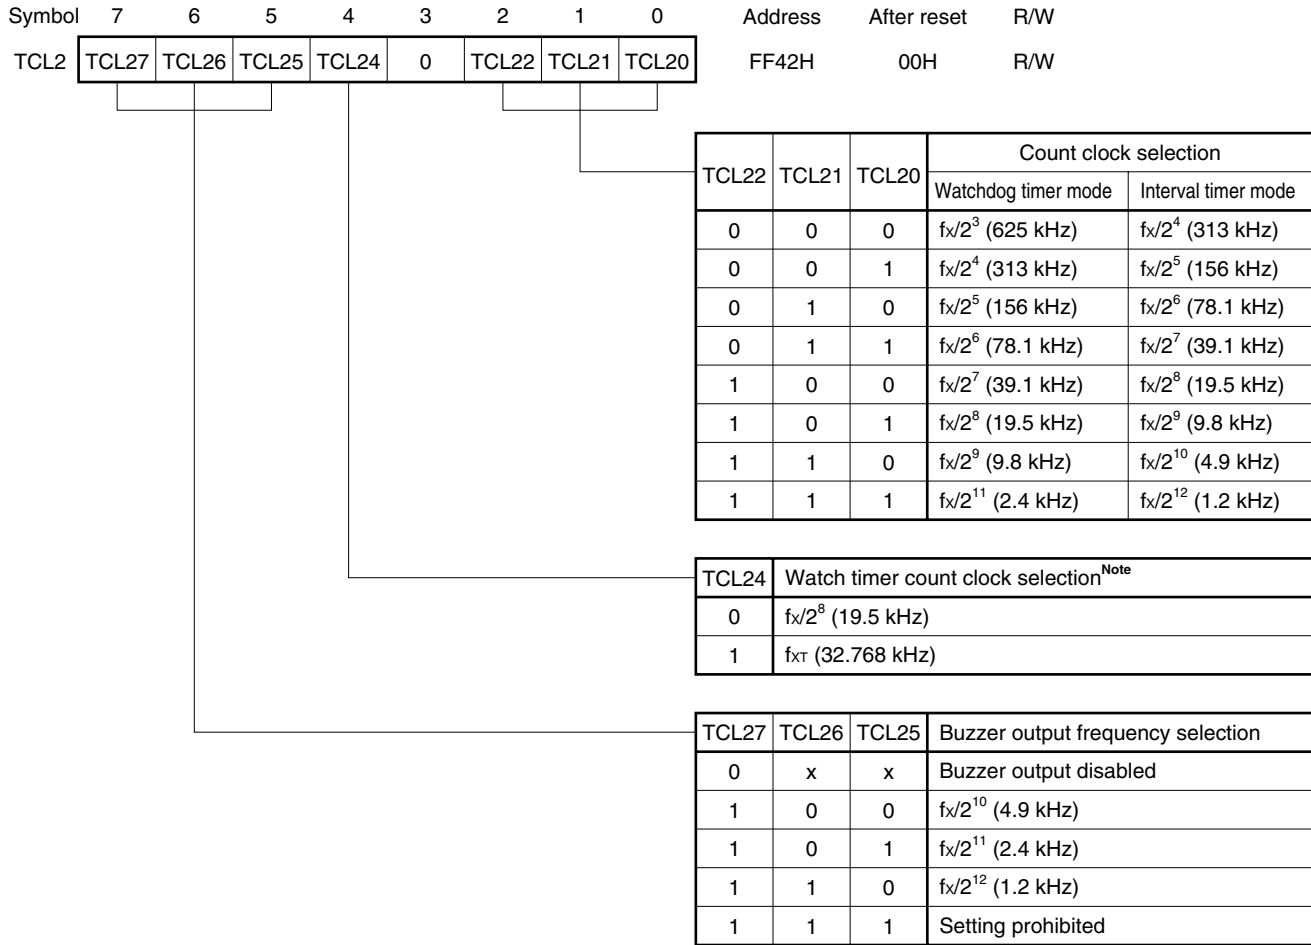 Symbol 7 6 5 4 3 2 1 0 Address After reset R/W
TCL2 TCL27 TCL26 TCL25 TCL24 0 TCL22 TCL21 TCL20 FF42H 00H R/W
TCL22 TCL21 TCL20 Count clock selection
Watchdog timer mode Interval timer mode
0 0 0 fx/2³ (625 kHz) fx/2⁴ (313 kHz)
0 0 1 fx/2⁴ (313 kHz) fx/2⁵ (156 kHz)
0 1 0 fx/2⁵ (156 kHz) fx/2⁶ (78.1 kHz)
0 1 1 fx/2⁶ (78.1 kHz) fx/2⁷ (39.1 kHz)
1 0 0 fx/2⁷ (39.1 kHz) fx/2⁸ (19.5 kHz)
1 0 1 fx/2⁸ (19.5 kHz) fx/2⁹ (9.8 kHz)
1 1 0 fx/2⁹ (9.8 kHz) fx/2¹⁰ (4.9 kHz)
1 1 1 fx/2¹¹ (2.4 kHz) fx/2¹² (1.2 kHz)
TCL24 Watch timer count clock selection Note
0 fx/2⁸ (19.5 kHz)
1 fXT (32.768 kHz)
TCL27 TCL26 TCL25 Buzzer output frequency selection
0 x x Buzzer output disabled
1 0 0 fx/2¹⁰ (4.9 kHz)
1 0 1 fx/2¹¹ (2.4 kHz)
1 1 0 fx/2¹² (1.2 kHz)
1 1 1 Setting prohibited